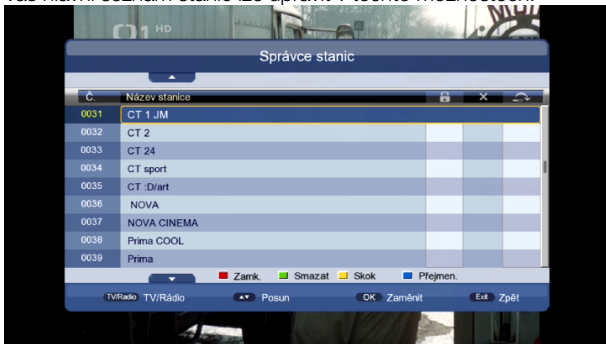 1 HD
Správce stanic
Č. Název stanice
0031 CT 1 JM
0032 CT 2
0033 CT 24
0034 CT sport
0035 CT :D/art
0036 NOVA
0037 NOVA CINEMA
0038 Prima COOL
0039 Prima
Zamk. Smazat Skok Přejmen.
TV/Radio TV/Rádio Posun OK Zaměnit Exit Zpět